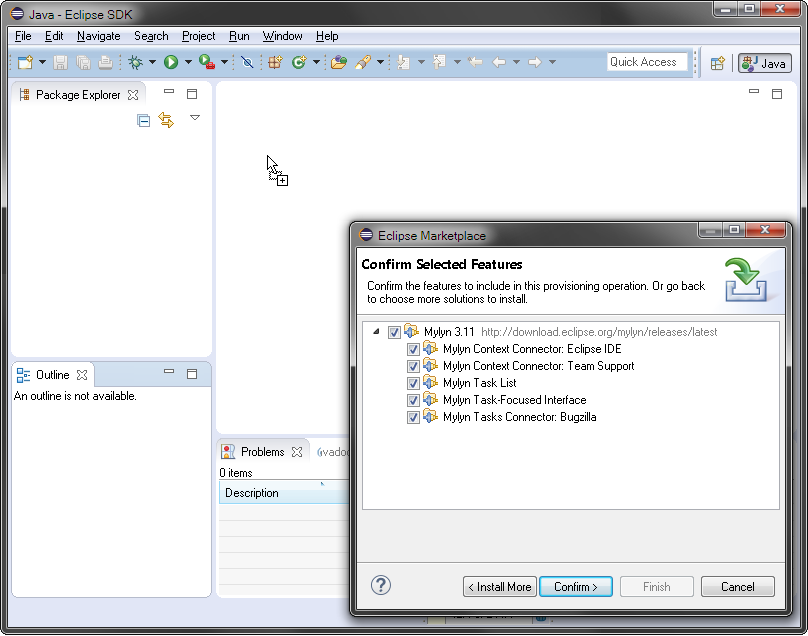 Java - Eclipse SDK
File Edit Navigate Search Project Run Window Help
Quick Access
Java
Package Explorer
Outline
An outline is not available.
Problems
0 items
Description
Eclipse Marketplace
Confirm Selected Features
Confirm the features to include in this provisioning operation. Or go back
to choose more solutions to install.
Mylyn 3.11 http://download.eclipse.org/mylyn/releases/latest
Mylyn Context Connector: Eclipse IDE
Mylyn Context Connector: Team Support
Mylyn Task List
Mylyn Task-Focused Interface
Mylyn Tasks Connector: Bugzilla
< Install More Confirm > Finish Cancel